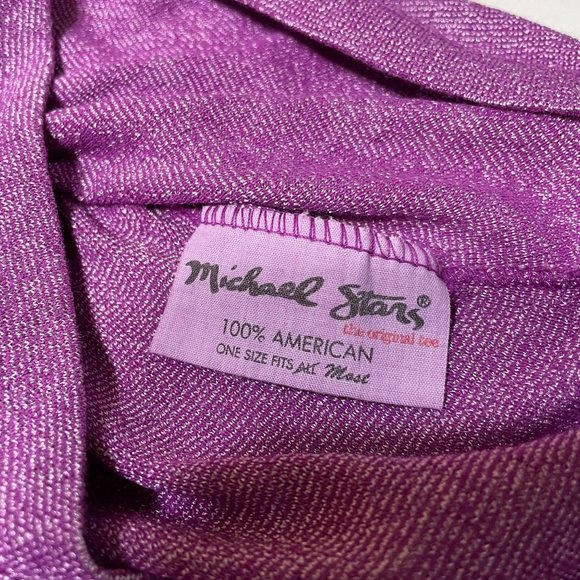 Michael Stars®
the original tee
100% AMERICAN
ONE SIZE FITS ALL Most